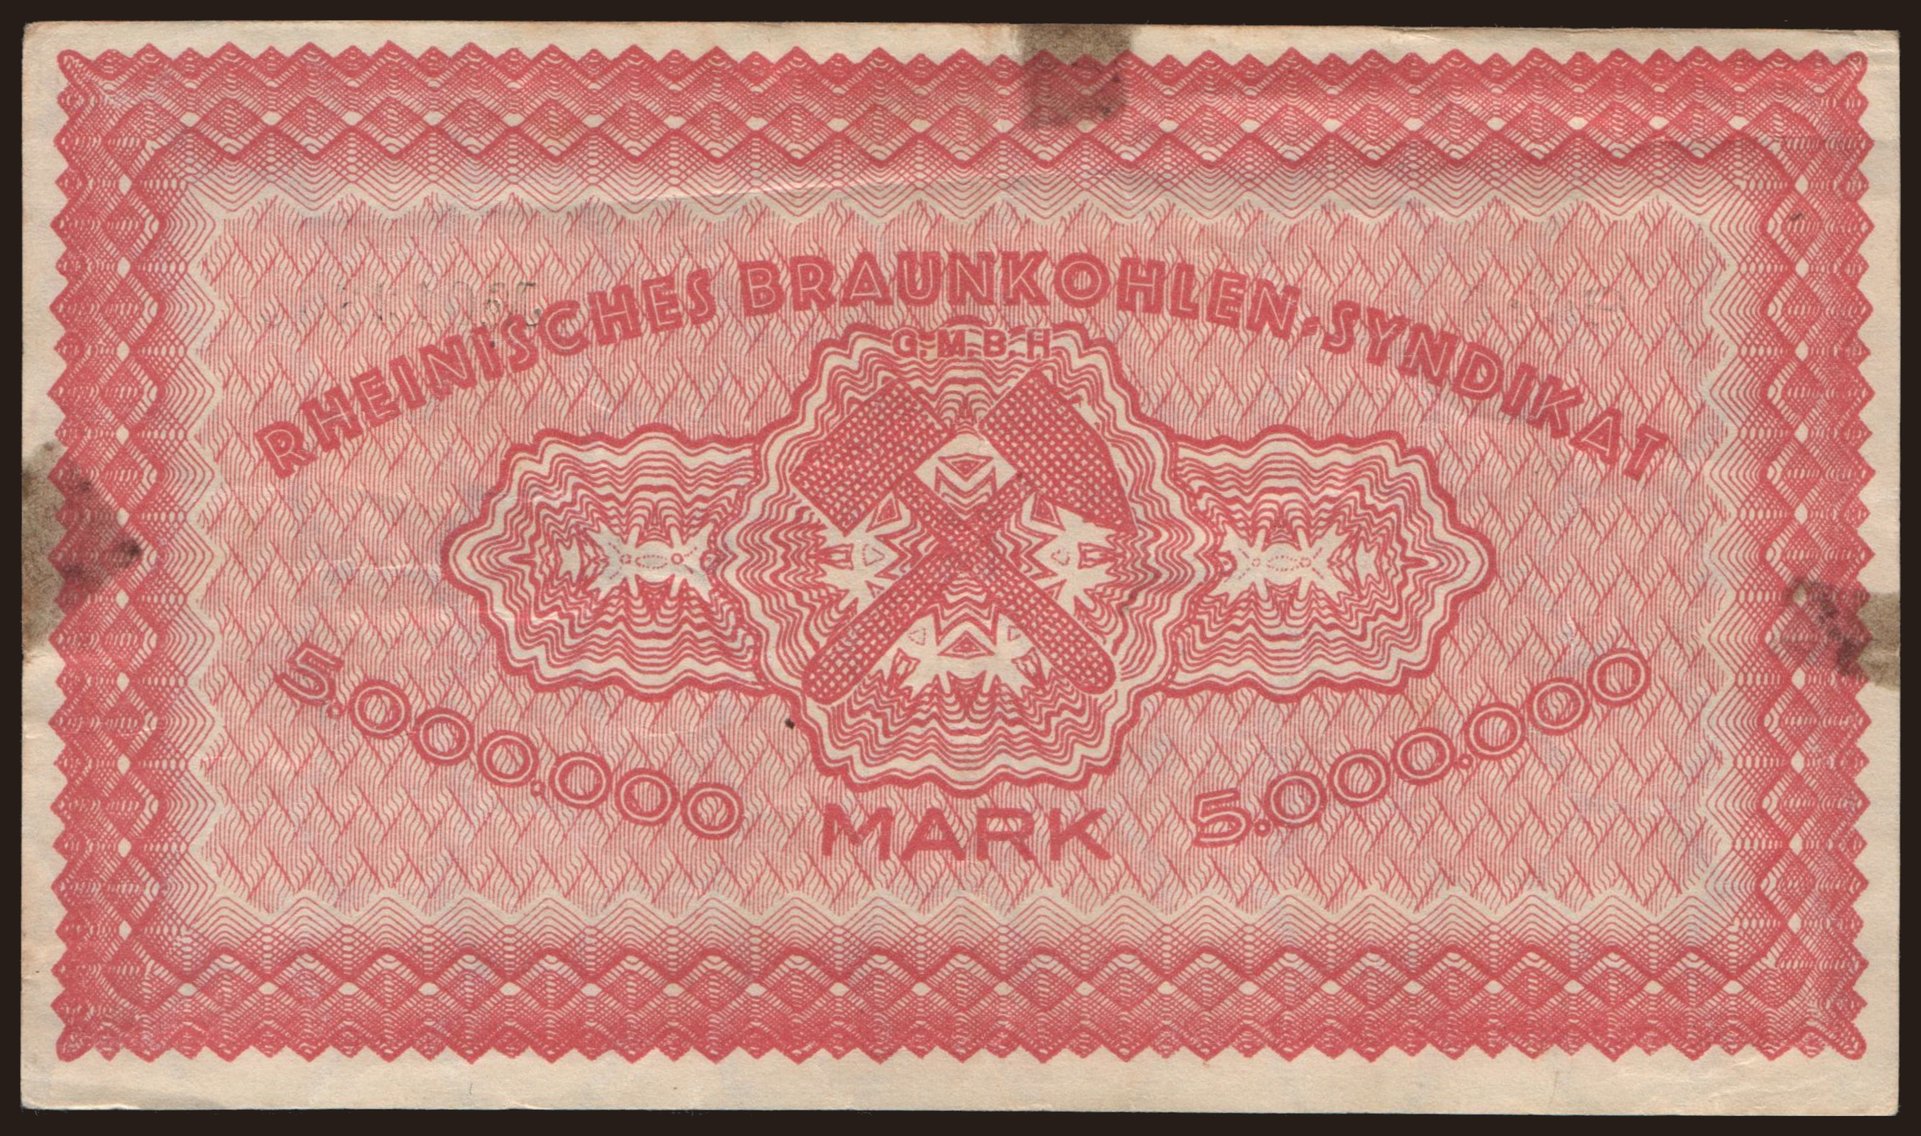 RHEINISCHES BRAUNKOHLEN-SYNDIKAT
G.M.B.H
5.000,000 MARK 5.000,000